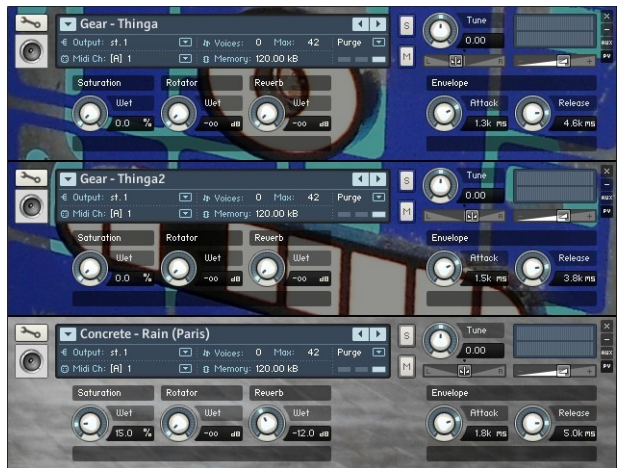 Gear - Thinga
S
Tune
Output: st.1 Voices: 0 Max: 42 Purge
0.00
AUX
Midi Ch: [A] 1 Memory: 120.00 kB
M
L R
- +
PV
Saturation Rotator Reverb Envelope
Wet Wet Wet Attack Release
0.0 % -oo dB -oo dB 1.3k ms 4.6k ms
Gear - Thinga2
S
Tune
Output: st.1 Voices: 0 Max: 42 Purge
0.00
AUX
Midi Ch: [A] 1 Memory: 120.00 kB
M
L R
- +
PV
Saturation Rotator Reverb Envelope
Wet Wet Wet Attack Release
0.0 % -oo dB -oo dB 1.5k ms 3.8k ms
Concrete - Rain (Paris)
S
Tune
Output: st.1 Voices: 0 Max: 42 Purge
0.00
AUX
Midi Ch: [A] 1 Memory: 120.00 kB
M
L R
- +
PV
Saturation Rotator Reverb Envelope
Wet Wet Wet Attack Release
15.0 % -oo dB -12.0 dB 1.8k ms 5.0k ms